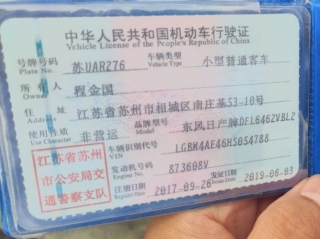 中华人民共和国机动车行驶证
Vehicle License of the People's Republic of China
号牌号码 苏UAR276 车辆类型 小型普通客车
Plate No. Vehicle Type
所有人 程金国
Owner
住址 江苏省苏州市相城区南庄基53-10号
Address
使用性质 非营运 品牌型号 东风日产牌DFL6462VBLZ
Use Character Model
江苏省苏州市公安局交通警察支队
车辆识别代号 LGBM4AE46HS054788
VIN
发动机号码 873608V
Engine No.
注册日期 2017-09-26 发证日期 2019-06-03
Register Date Issue Date